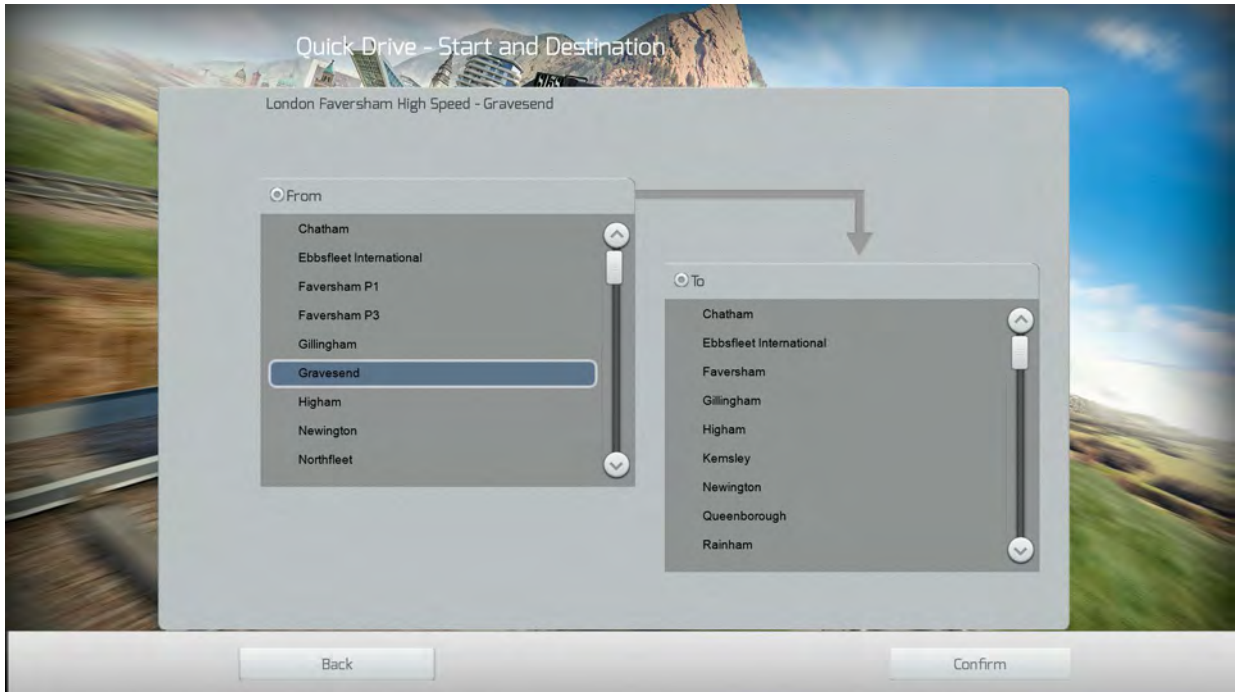 Quick Drive - Start and Destination
London Faversham High Speed - Gravesend
From
Chatham
Ebbsfleet International
Faversham P1
Faversham P3
Gillingham
Gravesend
Higham
Newington
Northfleet
To
Chatham
Ebbsfleet International
Faversham
Gillingham
Higham
Kemsley
Newington
Queenborough
Rainham
Back
Confirm